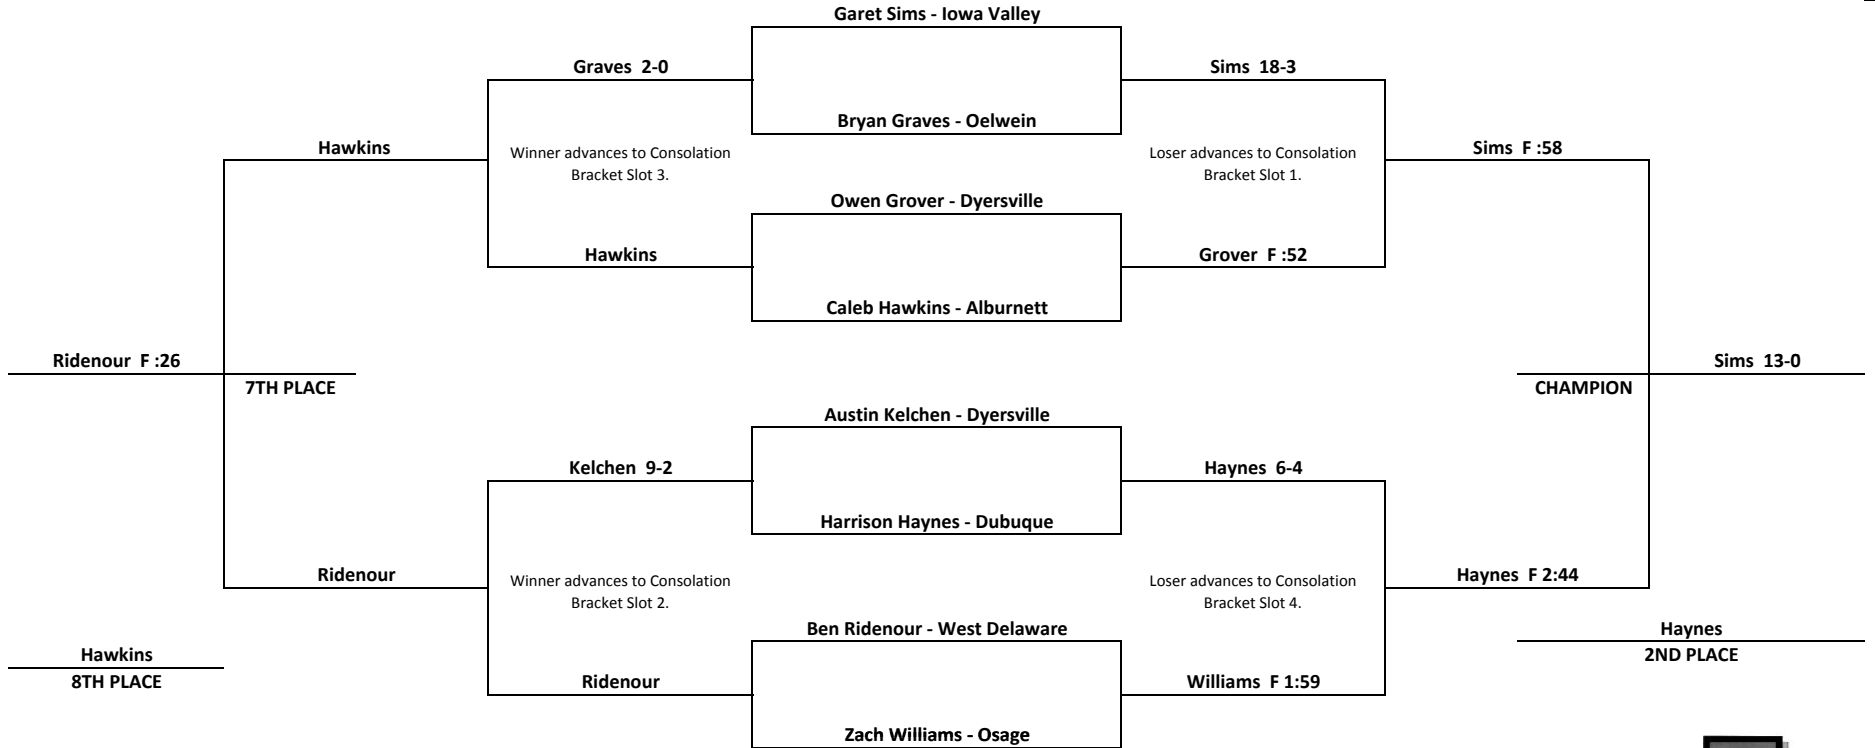 Garet Sims - Iowa Valley
Graves 2-0
Sims 18-3
Bryan Graves - Oelwein
Hawkins
Winner advances to Consolation
Bracket Slot 3.
Loser advances to Consolation
Bracket Slot 1.
Sims F :58
Owen Grover - Dyersville
Hawkins
Grover F :52
Caleb Hawkins - Alburnett
Ridenour F :26
7TH PLACE
CHAMPION
Sims 13-0
Austin Kelchen - Dyersville
Kelchen 9-2
Haynes 6-4
Harrison Haynes - Dubuque
Ridenour
Winner advances to Consolation
Bracket Slot 2.
Loser advances to Consolation
Bracket Slot 4.
Haynes F 2:44
Ben Ridenour - West Delaware
Hawkins
8TH PLACE
Haynes
2ND PLACE
Ridenour
Williams F 1:59
Zach Williams - Osage